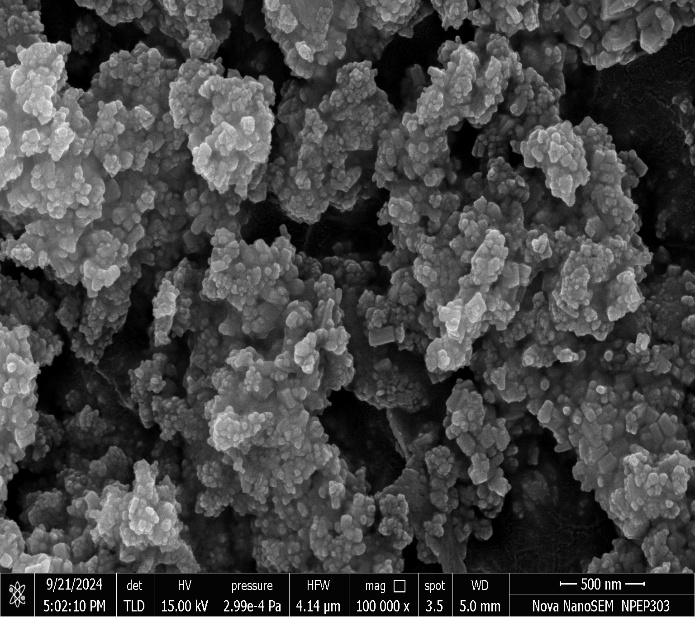 9/21/2024 det HV pressure HFW mag spot WD 500 nm
5:02:10 PM TLD 15.00 kV 2.99e-4 Pa 4.14 µm 100 000 x 3.5 5.0 mm Nova NanoSEM NPEP303